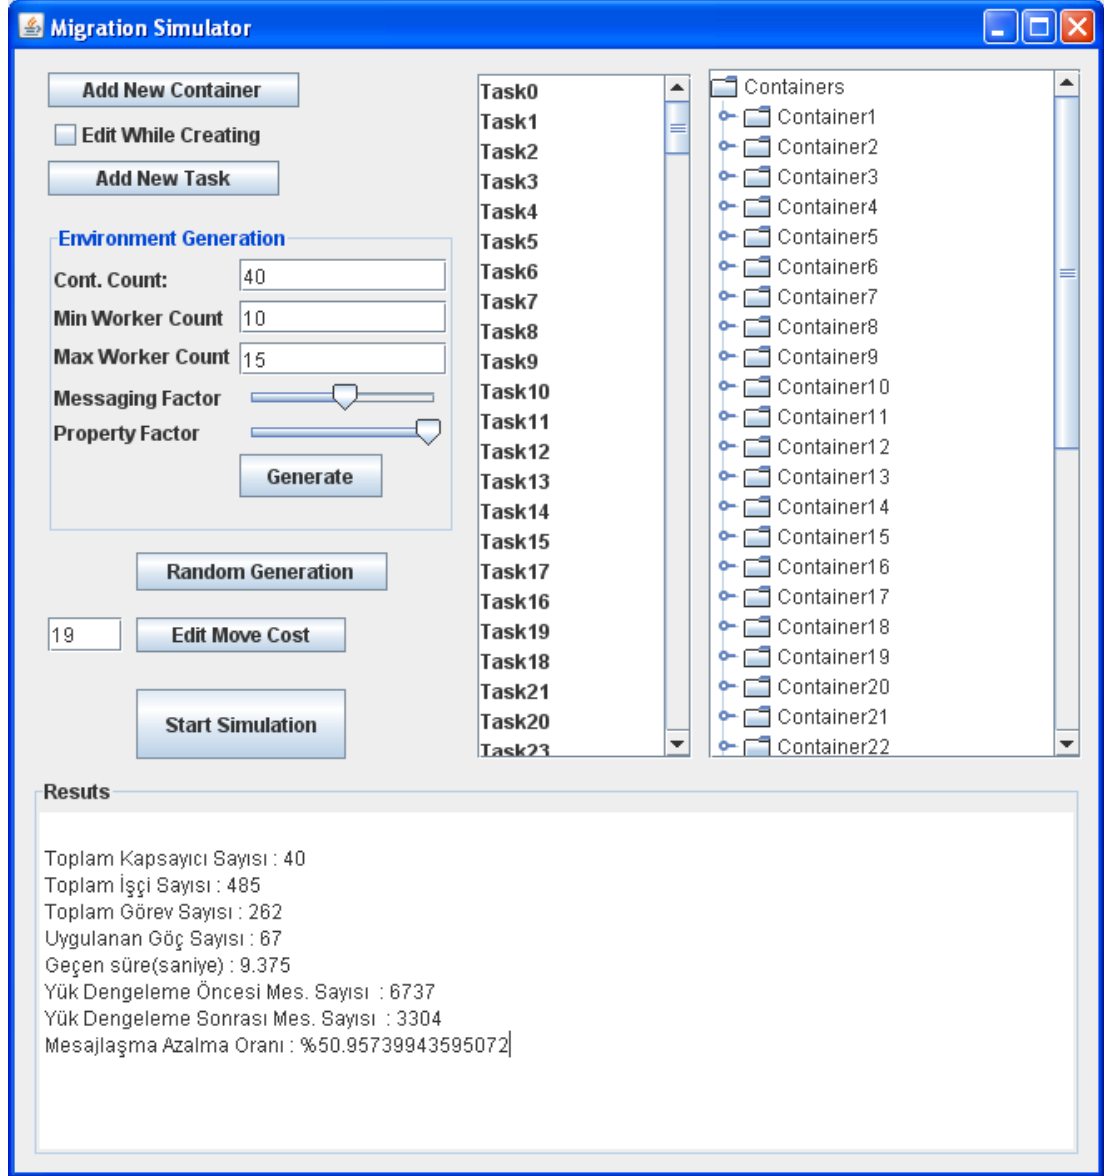 Migration Simulator
Add New Container
Edit While Creating
Add New Task
Environment Generation
Cont. Count: 40
Min Worker Count 10
Max Worker Count 15
Messaging Factor
Property Factor
Generate
Random Generation
19 Edit Move Cost
Start Simulation
Task0
Task1
Task2
Task3
Task4
Task5
Task6
Task7
Task8
Task9
Task10
Task11
Task12
Task13
Task14
Task15
Task17
Task16
Task19
Task18
Task21
Task20
Task23
Containers
Container1
Container2
Container3
Container4
Container5
Container6
Container7
Container8
Container9
Container10
Container11
Container12
Container13
Container14
Container15
Container16
Container17
Container18
Container19
Container20
Container21
Container22
Resuts
Toplam Kapsayıcı Sayısı : 40
Toplam İşçi Sayısı : 485
Toplam Görev Sayısı : 262
Uygulanan Göç Sayısı : 67
Geçen süre(saniye) : 9.375
Yük Dengeleme Öncesi Mes. Sayısı : 6737
Yük Dengeleme Sonrası Mes. Sayısı : 3304
Mesajlaşma Azalma Oranı : %50.95739943595072